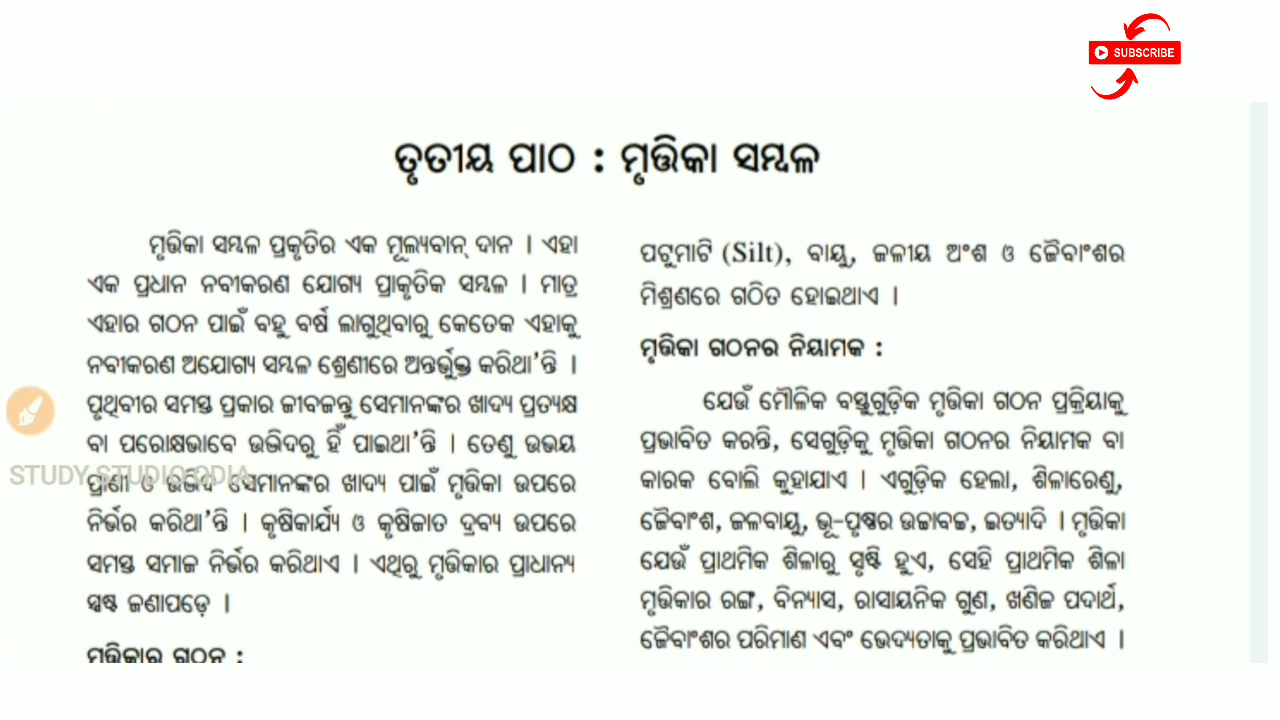 SUBSCRIBE
ତୃତୀୟ ପାଠ : ମୃତ୍ତିକା ସମ୍ବଳ
ମୃତ୍ତିକା ସମ୍ବଳ ପ୍ରକୃତିର ଏକ ମୂଲ୍ୟବାନ୍ ଦାନ । ଏହା
ଏକ ପ୍ରଧାନ ନବୀକରଣ ଯୋଗ୍ୟ ପ୍ରାକୃତିକ ସମ୍ବଳ । ମାତ୍ର
ଏହାର ଗଠନ ପାଇଁ ବହୁ ବର୍ଷ ଲାଗୁଥିବାରୁ କେତେକ ଏହାକୁ
ନବୀକରଣ ଅଯୋଗ୍ୟ ସମ୍ବଳ ଶ୍ରେଣୀରେ ଅନ୍ତର୍ଭୁକ୍ତ କରିଥା'ନ୍ତି ।
ପୃଥିବୀର ସମସ୍ତ ପ୍ରକାର ଜୀବଜନ୍ତୁ ସେମାନଙ୍କର ଖାଦ୍ୟ ପ୍ରତ୍ୟକ୍ଷ
ବା ପରୋକ୍ଷଭାବେ ଉଦ୍ଭିଦରୁ ହିଁ ପାଇଥା'ନ୍ତି । ତେଣୁ ଉଭୟ
ପ୍ରାଣୀ ଓ ଉଦ୍ଭିଦ ସେମାନଙ୍କର ଖାଦ୍ୟ ପାଇଁ ମୃତ୍ତିକା ଉପରେ
ନିର୍ଭର କରିଥା'ନ୍ତି । କୃଷିକାର୍ଯ୍ୟ ଓ କୃଷିଜାତ ଦ୍ରବ୍ୟ ଉପରେ
ସମସ୍ତ ସମାଜ ନିର୍ଭର କରିଥାଏ । ଏଥିରୁ ମୃତ୍ତିକାର ପ୍ରାଧାନ୍ୟ
ସ୍ପଷ୍ଟ ଜଣାପଡ଼େ ।
ମୃତ୍ତିକାର ଗଠନ :
STUDY STUDIO ODIA
ପଟୁମାଟି (Silt), ବାୟୁ, ଜଳୀୟ ଅଂଶ ଓ ଜୈବାଂଶର
ମିଶ୍ରଣରେ ଗଠିତ ହୋଇଥାଏ ।
ମୃତ୍ତିକା ଗଠନର ନିୟାମକ :
ଯେଉଁ ମୌଳିକ ବସ୍ତୁଗୁଡ଼ିକ ମୃତ୍ତିକା ଗଠନ ପ୍ରକ୍ରିୟାକୁ
ପ୍ରଭାବିତ କରନ୍ତି, ସେଗୁଡ଼ିକୁ ମୃତ୍ତିକା ଗଠନର ନିୟାମକ ବା
କାରକ ବୋଲି କୁହାଯାଏ । ଏଗୁଡ଼ିକ ହେଲା, ଶିଳାରେଣୁ,
ଜୈବାଂଶ, ଜଳବାୟୁ, ଭୂ-ପୃଷ୍ଠର ଉଚ୍ଚାବଚ୍ଚ, ଇତ୍ୟାଦି । ମୃତ୍ତିକା
ଯେଉଁ ପ୍ରାଥମିକ ଶିଳାରୁ ସୃଷ୍ଟି ହୁଏ, ସେହି ପ୍ରାଥମିକ ଶିଳା
ମୃତ୍ତିକାର ରଙ୍ଗ, ବିନ୍ୟାସ, ରାସାୟନିକ ଗୁଣ, ଖଣିଜ ପଦାର୍ଥ,
ଜୈବାଂଶର ପରିମାଣ ଏବଂ ଭେଦ୍ୟତାକୁ ପ୍ରଭାବିତ କରିଥାଏ ।